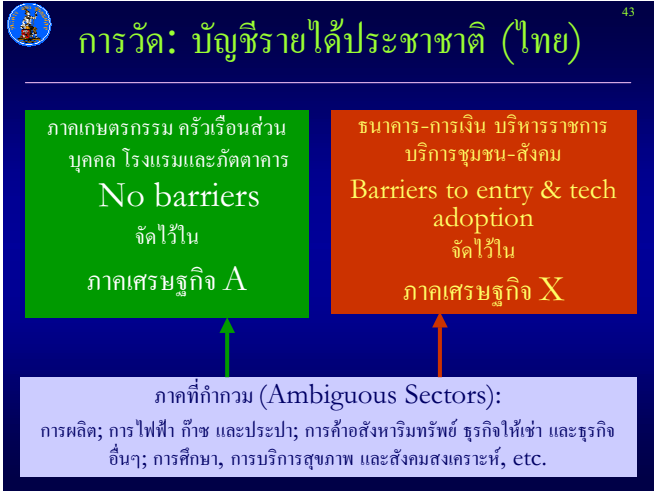 43
การวัด: บัญชีรายได้ประชาชาติ (ไทย)
ภาคเกษตรกรรม ครัวเรือนส่วน
บุคคล โรงแรมและภัตตาคาร
No barriers
จัดไว้ใน
ภาคเศรษฐกิจ A
ธนาคาร-การเงิน บริหารราชการ
บริการชุมชน-สังคม
Barriers to entry & tech
adoption
จัดไว้ใน
ภาคเศรษฐกิจ X
ภาคที่กำกวม (Ambiguous Sectors):
การผลิต; การไฟฟ้า ก๊าซ และประปา; การค้าอสังหาริมทรัพย์ ธุรกิจให้เช่า และธุรกิจ
อื่นๆ; การศึกษา, การบริการสุขภาพ และสังคมสงเคราะห์, etc.